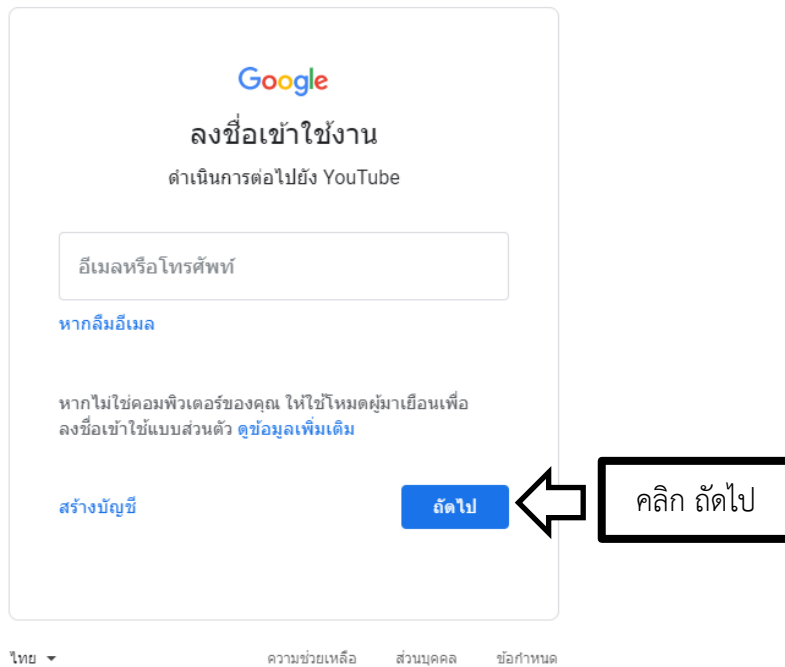 Google
ลงชื่อเข้าใช้งาน
ดำเนินการต่อไปยัง YouTube
อีเมลหรือโทรศัพท์
หากลืมอีเมล
หากไม่ใช่คอมพิวเตอร์ของคุณ ให้ใช้โหมดผู้มาเยือนเพื่อ
ลงชื่อเข้าใช้แบบส่วนตัว ดูข้อมูลเพิ่มเติม
สร้างบัญชี ถัดไป คลิก ถัดไป
ไทย ความช่วยเหลือ ส่วนบุคคล ข้อกำหนด